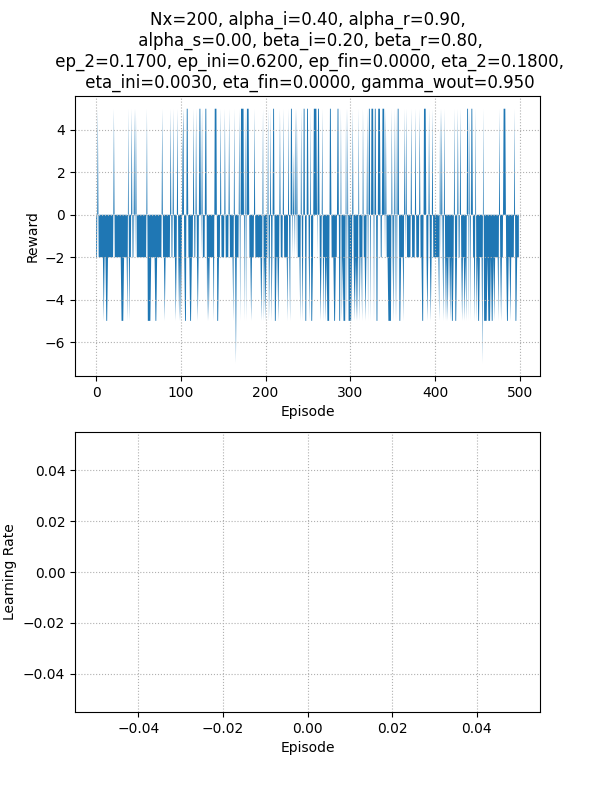 Nx=200, alpha_i=0.40, alpha_r=0.90,
alpha_s=0.00, beta_i=0.20, beta_r=0.80,
ep_2=0.1700, ep_ini=0.6200, ep_fin=0.0000, eta_2=0.1800,
eta_ini=0.0030, eta_fin=0.0000, gamma_wout=0.950
4
2
0
−2
−4
−6
Reward
0 100 200 300 400 500
Episode
0.04
0.02
0.00
−0.02
−0.04
Learning Rate
−0.04 −0.02 0.00 0.02 0.04
Episode